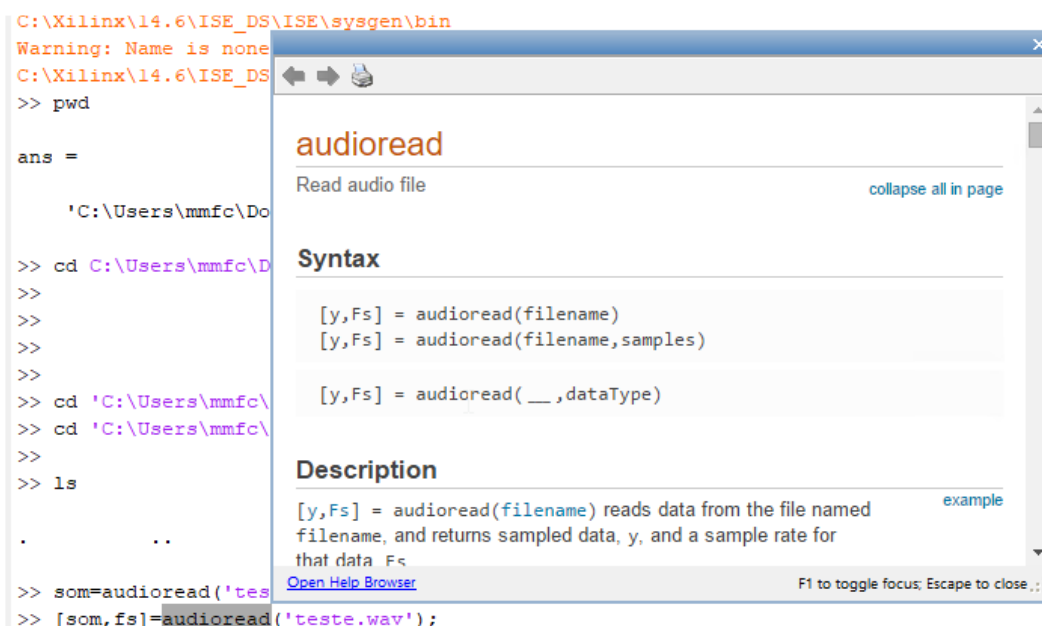 C:\Xilinx\14.6\ISE_DS\ISE\sysgen\bin
Warning: Name is none
C:\Xilinx\14.6\ISE_DS
>> pwd
ans =
'C:\Users\mmfc\Do
>> cd C:\Users\mmfc\D
>>
>>
>>
>>
>> cd 'C:\Users\mmfc\
>> cd 'C:\Users\mmfc\
>>
>> ls
. ..
>> som=audioread('tes
>> [som,fs]=audioread('teste.wav');
audioread
Read audio file
collapse all in page
Syntax
[y,Fs] = audioread(filename)
[y,Fs] = audioread(filename,samples)
[y,Fs] = audioread( __ ,dataType)
Description
example
[y,Fs] = audioread(filename) reads data from the file named
filename, and returns sampled data, y, and a sample rate for
that data, Fs
Open Help Browser
F1 to toggle focus; Escape to close